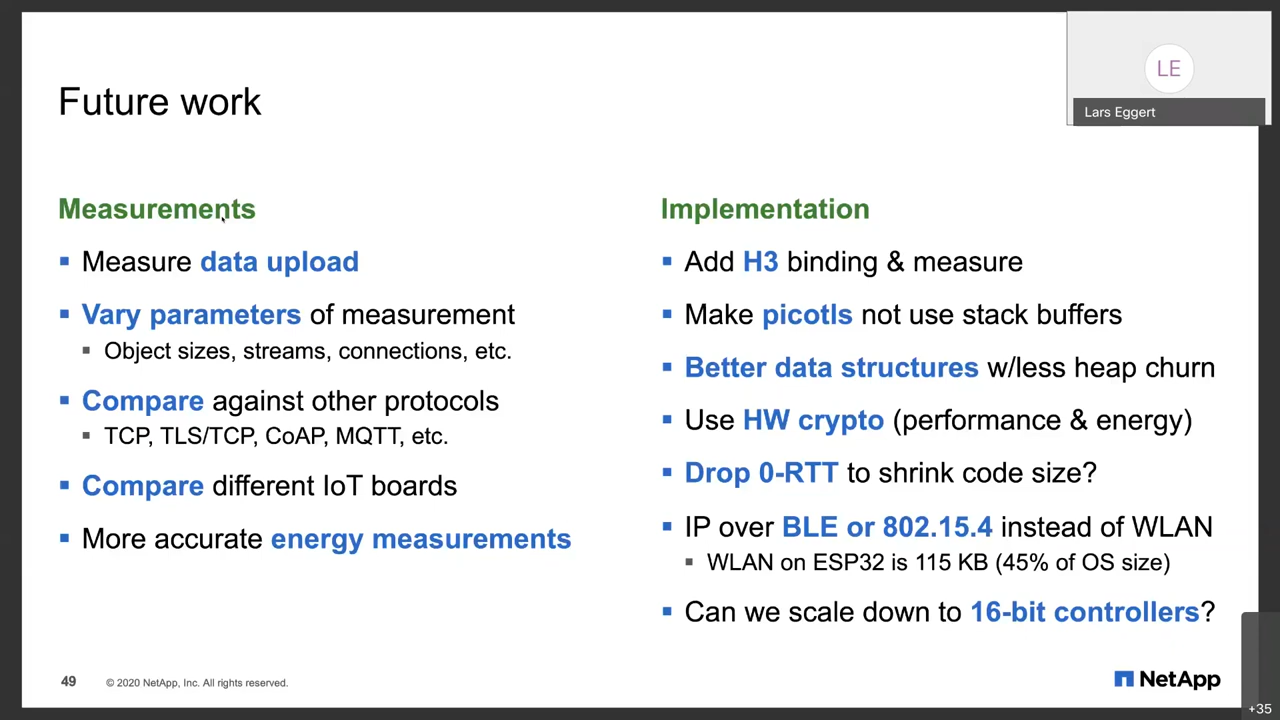 LE
Lars Eggert
Future work
Measurements
▪ Measure data upload
▪ Vary parameters of measurement
▪ Object sizes, streams, connections, etc.
▪ Compare against other protocols
▪ TCP, TLS/TCP, CoAP, MQTT, etc.
▪ Compare different IoT boards
▪ More accurate energy measurements
Implementation
▪ Add H3 binding & measure
▪ Make picotls not use stack buffers
▪ Better data structures w/less heap churn
▪ Use HW crypto (performance & energy)
▪ Drop 0-RTT to shrink code size?
▪ IP over BLE or 802.15.4 instead of WLAN
▪ WLAN on ESP32 is 115 KB (45% of OS size)
▪ Can we scale down to 16-bit controllers?
49 © 2020 NetApp, Inc. All rights reserved.
NetApp
+35